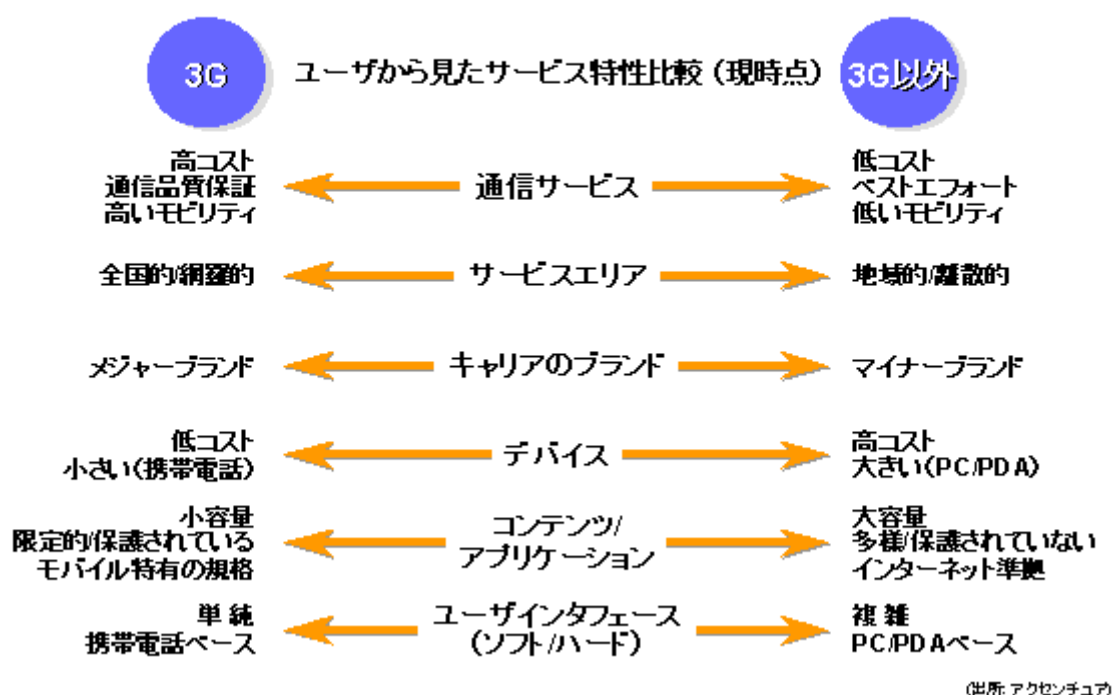 3G
ユーザから見たサービス特性比較（現時点）
3G以外
高コスト
通信品質保証
高いモビリティ
通信サービス
低コスト
ベストエフォート
低いモビリティ
全国的/網羅的
サービスエリア
地域的/離散的
メジャーブランド
キャリアのブランド
マイナーブランド
低コスト
小さい（携帯電話）
デバイス
高コスト
大きい（PC/PDA）
小容量
限定的/保護されている
モバイル特有の規格
コンテンツ/
アプリケーション
大容量
多様/保護されていない
インターネット準拠
単純
携帯電話ベース
ユーザインタフェース
（ソフト/ハード）
複雑
PC/PDAベース
（出所：アクセンチュア）